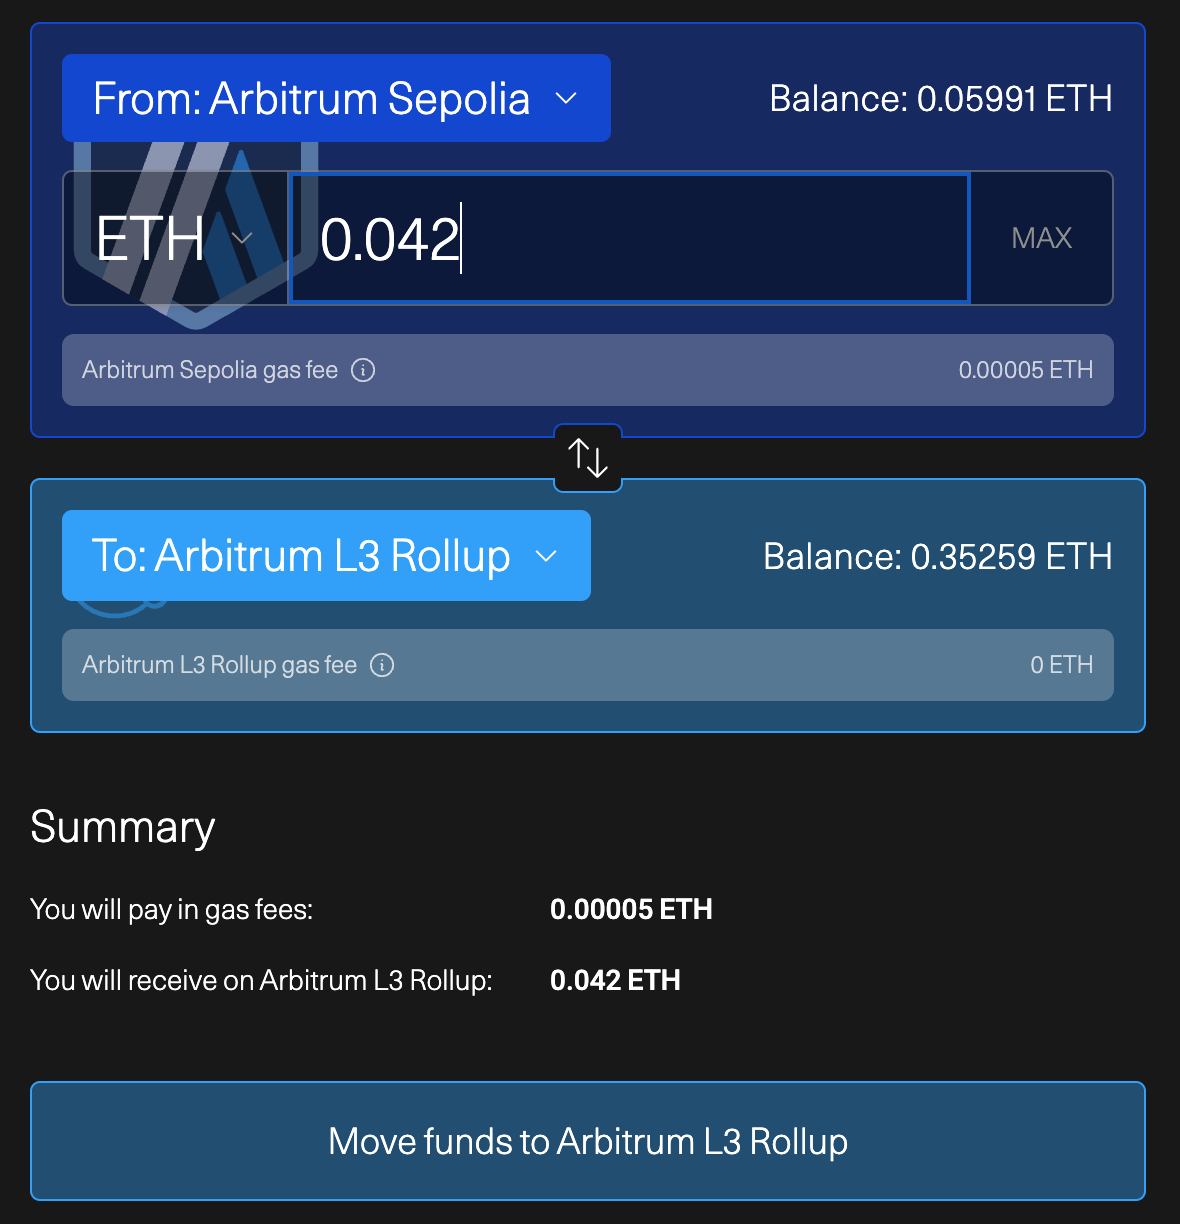 From: Arbitrum Sepolia
Balance: 0.05991 ETH
ETH
0.042
MAX
Arbitrum Sepolia gas fee
0.00005 ETH
To: Arbitrum L3 Rollup
Balance: 0.35259 ETH
Arbitrum L3 Rollup gas fee
0 ETH
Summary
You will pay in gas fees:
0.00005 ETH
You will receive on Arbitrum L3 Rollup:
0.042 ETH
Move funds to Arbitrum L3 Rollup